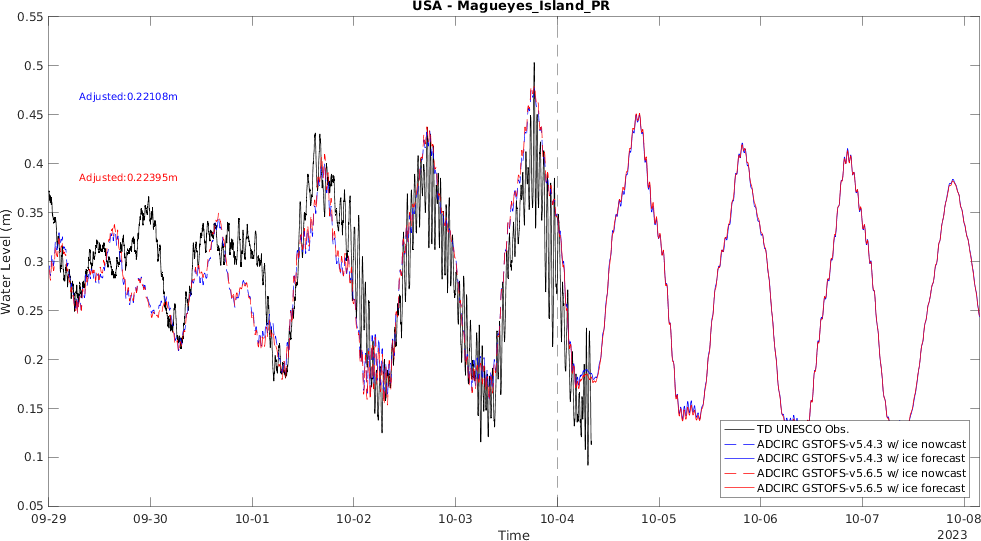 USA - Magueyes_Island_PR
0.55
0.5
0.45
0.4
0.35
0.3
0.25
0.2
0.15
0.1
0.05
Water Level (m)
Adjusted:0.22108m
Adjusted:0.22395m
TD UNESCO Obs.
ADCIRC GSTOFS-v5.4.3 w/ ice nowcast
ADCIRC GSTOFS-v5.4.3 w/ ice forecast
ADCIRC GSTOFS-v5.6.5 w/ ice nowcast
ADCIRC GSTOFS-v5.6.5 w/ ice forecast
09-29 09-30 10-01 10-02 10-03 10-04 10-05 10-06 10-07 10-08
Time
2023